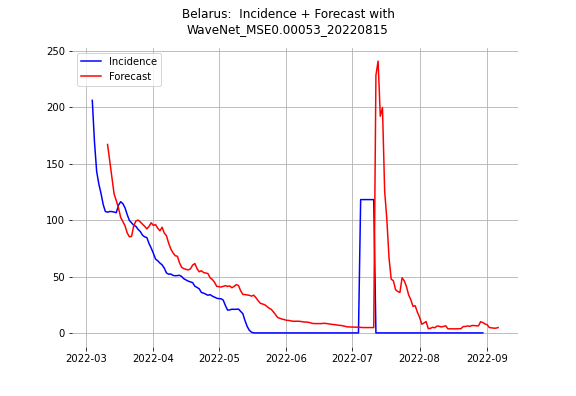 Belarus:  Incidence + Forecast with
WaveNet_MSE0.00053_20220815
Incidence
Forecast
250
200
150
100
50
0
2022-03 2022-04 2022-05 2022-06 2022-07 2022-08 2022-09